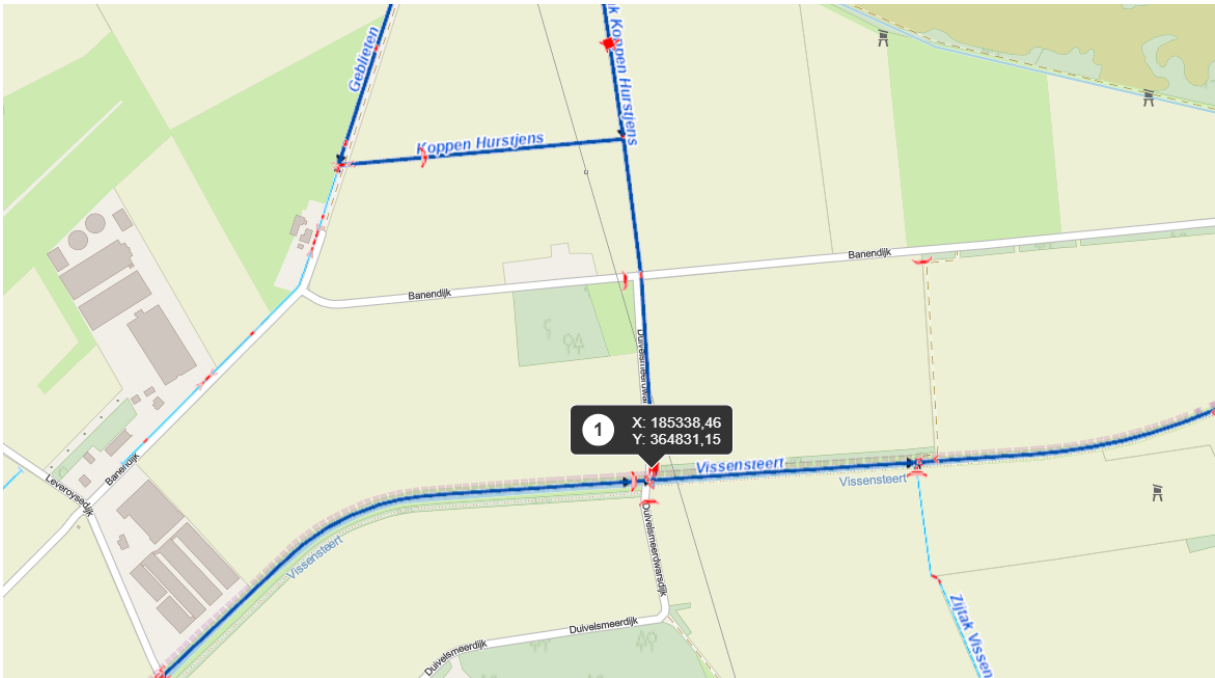 Geblieten
k Koppen Hurstjens
Koppen Hurstjens
Banendijk
Banendijk
1
X: 185338,46
Y: 364831,15
Vissensteert
Vissensteert
Banendijk
Leveroysedijk
Vissensteert
Duivelsmeerdwarsdijk
Duivelsmeerdijk
Duivelsmeerdijk
Zijtak Vissen